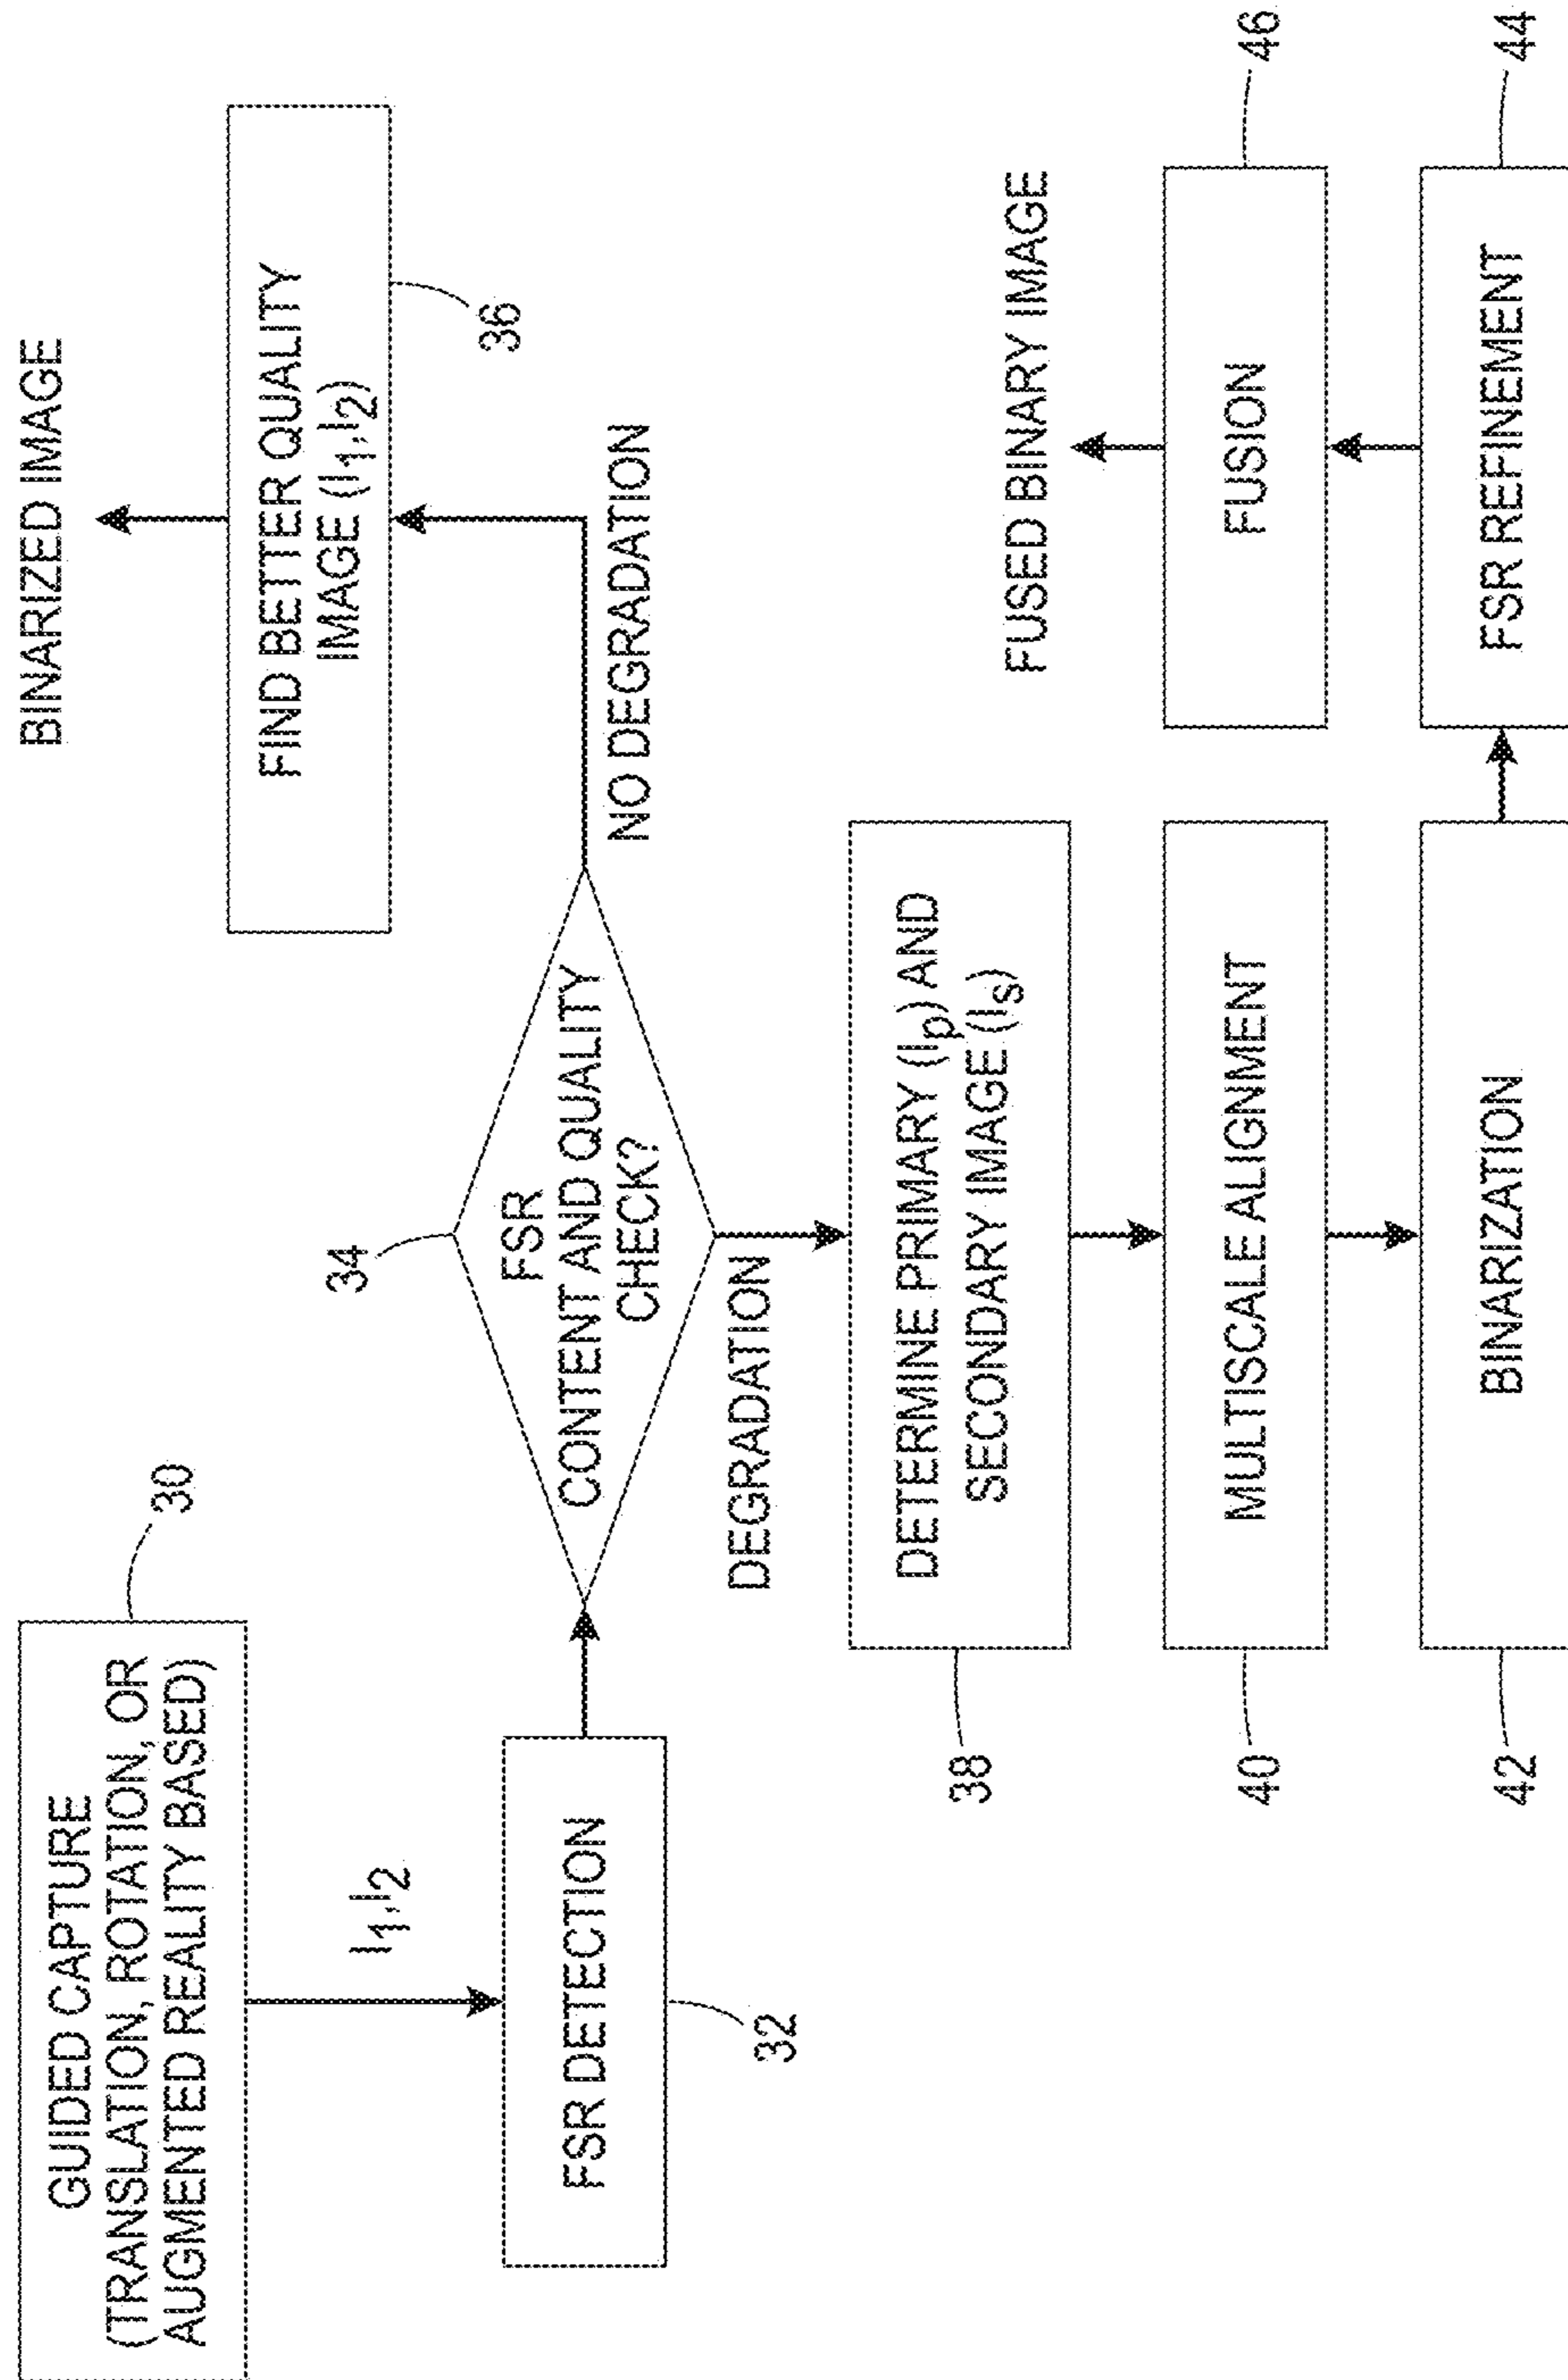 GUIDED CAPTURE
(TRANSLATION, ROTATION, OR
AUGMENTED REALITY BASED)
30
I1,I2
FSR DETECTION
32
34
FSR
CONTENT AND QUALITY
CHECK?
NO DEGRADATION
BINARIZED IMAGE
FIND BETTER QUALITY
IMAGE (I1,I2)
36
DEGRADATION
DETERMINE PRIMARY (Ip) AND
SECONDARY IMAGE (Is)
38
MULTISCALE ALIGNMENT
40
BINARIZATION
42
FSR REFINEMENT
44
FUSION
46
FUSED BINARY IMAGE